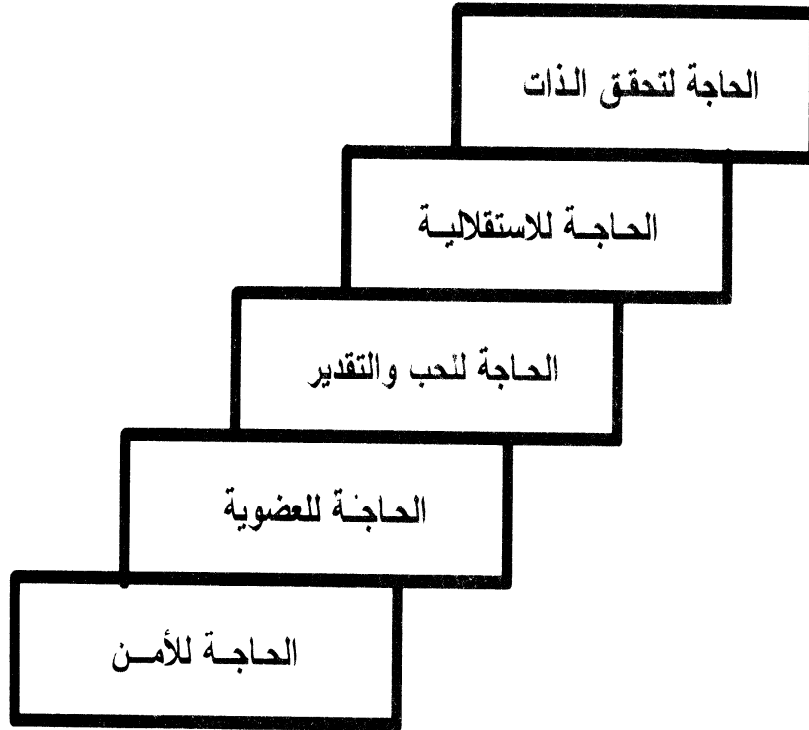 الحاجة لتحقق الذات
الحاجة للاستقلالية
الحاجة للحب والتقدير
الحاجة للعضوية
الحاجة للأمن